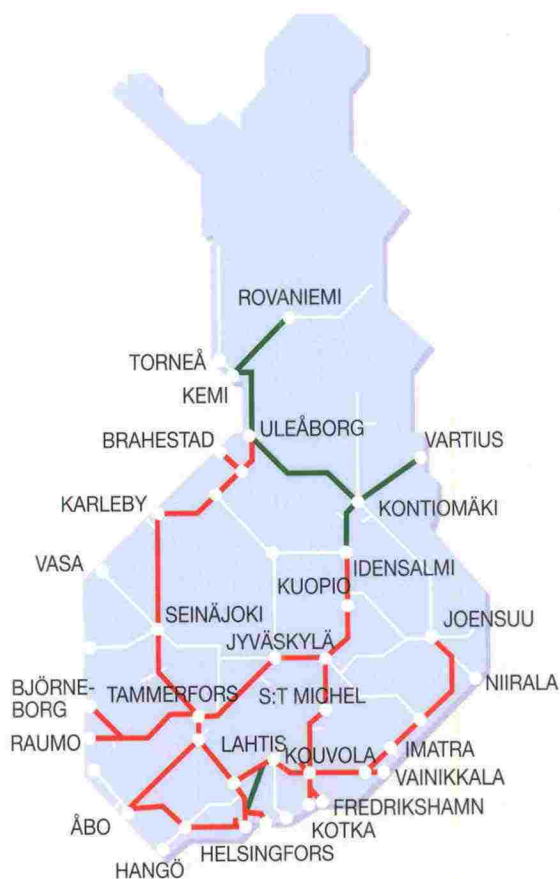 ROVANIEMI
TORNEÅ
KEMI
BRAHESTAD
ULEÅBORG
VARTIUS
KARLEBY
KONTIOMÄKI
VASA
IDENSALMI
KUOPIO
SEINÄJOKI
JOENSUU
JYVÄSKYLÄ
BJÖRNE-
BORG
TAMMERFORS
S:T MICHEL
NIIRALA
RAUMO
LAHTIS
KOUVOLA
IMATRA
VAINIKKALA
FREDRIKSHAMN
ÅBO
KOTKA
HELSINGFORS
HANGÖ